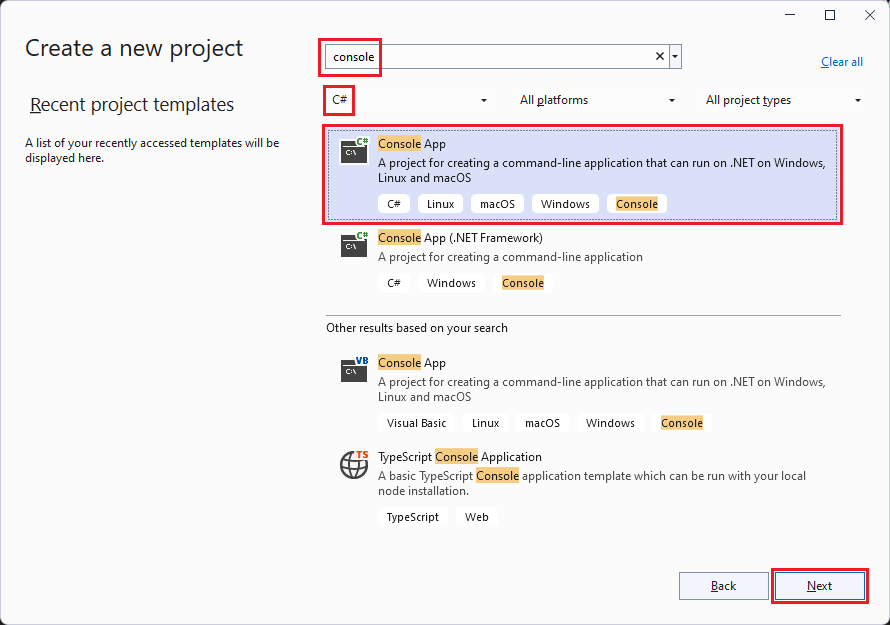 Create a new project
console
Clear all
Recent project templates
A list of your recently accessed templates will be
displayed here.
C# All platforms All project types
C#
C:\
Console App
A project for creating a command-line application that can run on .NET on Windows,
Linux and macOS
C# Linux macOS Windows Console
C#
C:\
Console App (.NET Framework)
A project for creating a command-line application
C# Windows Console
Other results based on your search
VB
C:\
Console App
A project for creating a command-line application that can run on .NET on Windows,
Linux and macOS
Visual Basic Linux macOS Windows Console
TS
TypeScript Console Application
A basic TypeScript Console application template which can be run with your local
node installation.
TypeScript Web
Back Next